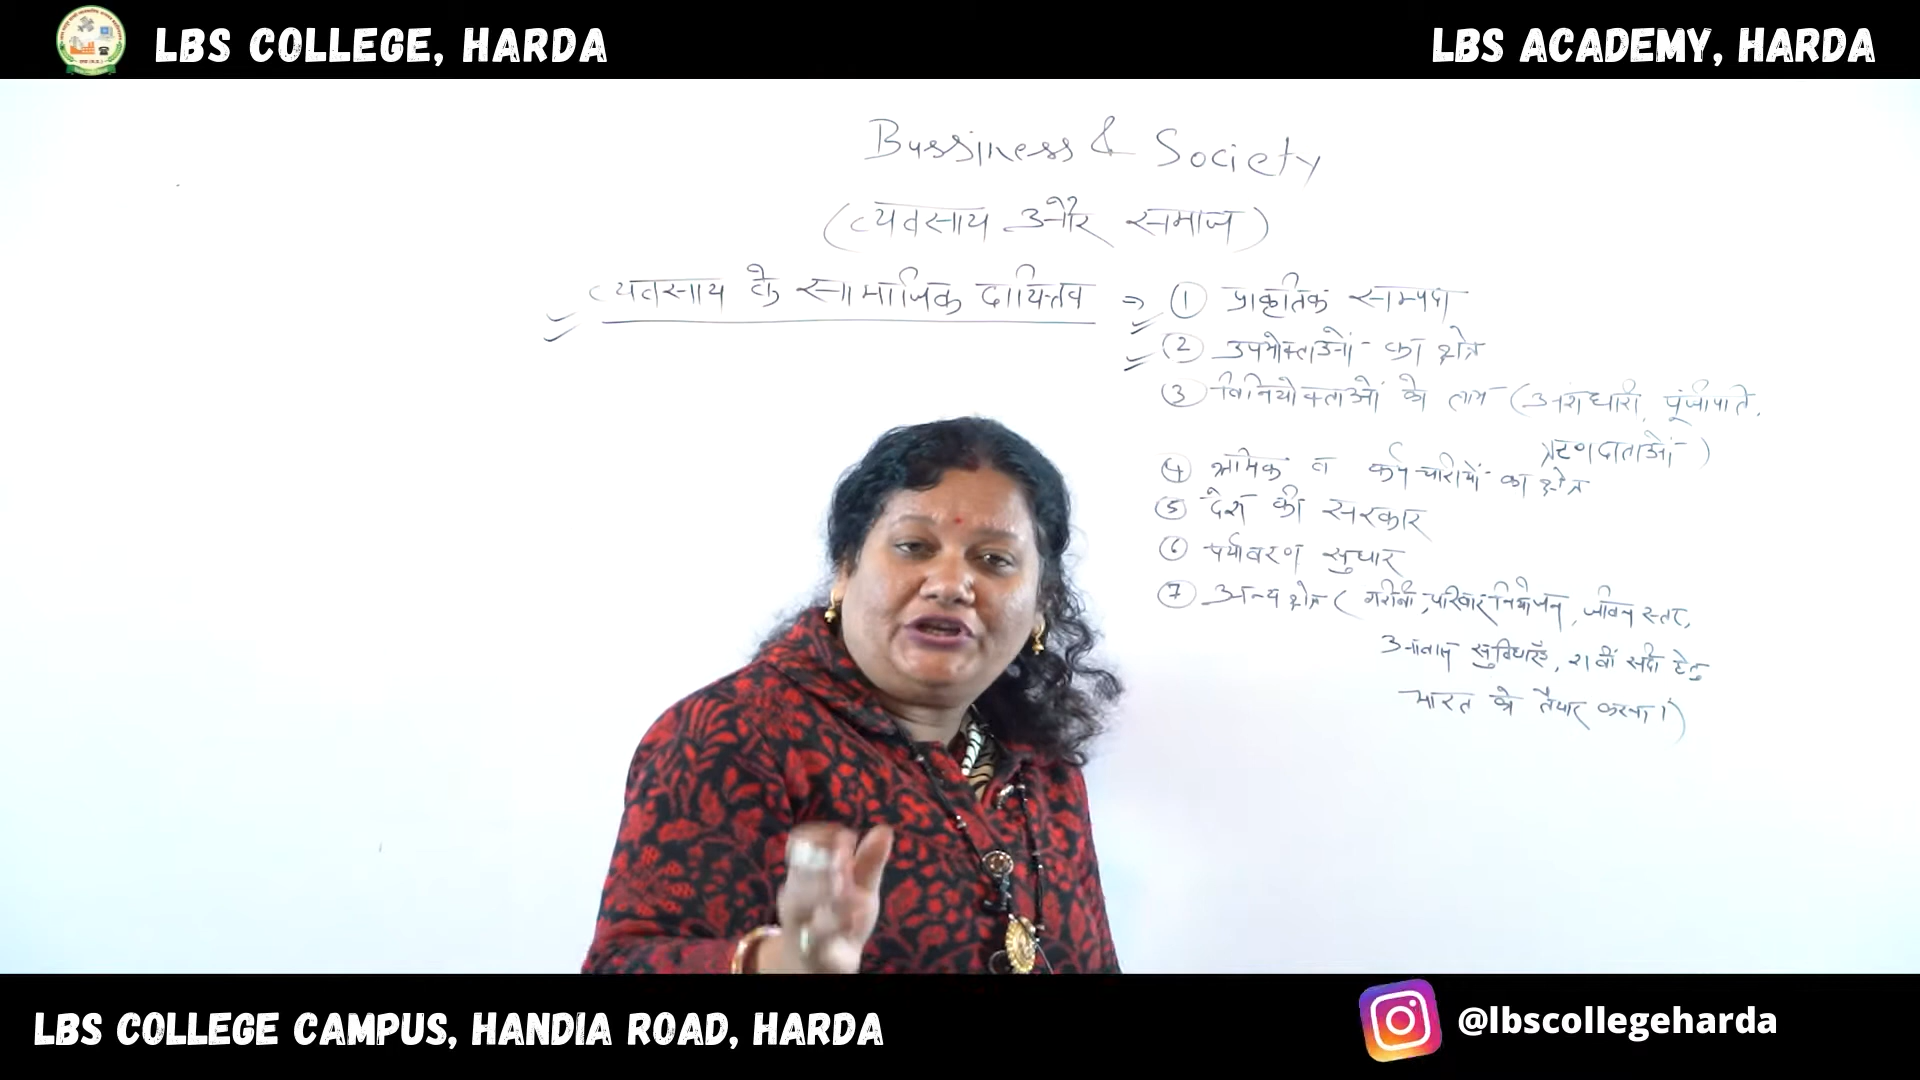 LBS COLLEGE, HARDA
LBS ACADEMY, HARDA
Bussiness & Society
(व्यवसाय और समाज)
व्यवसाय के सामाजिक दायित्व ⇒ ① प्राकृतिक सम्पदा
② उपभोक्ताओं का क्षेत्र
③ विनियोक्ताओं को लाभ (अंशधारी, पूंजीपति,
ऋणदाताओं)
④ श्रमिक व कर्मचारियों का क्षेत्र
⑤ देश की सरकार
⑥ पर्यावरण सुधार
⑦ अन्य क्षेत्र (गरीबी, परिवार नियोजन, जीवन स्तर,
आवास सुविधाएँ, 21वीं सदी हेतु
भारत को तैयार करना।)
LBS COLLEGE CAMPUS, HANDIA ROAD, HARDA
@lbscollegeharda